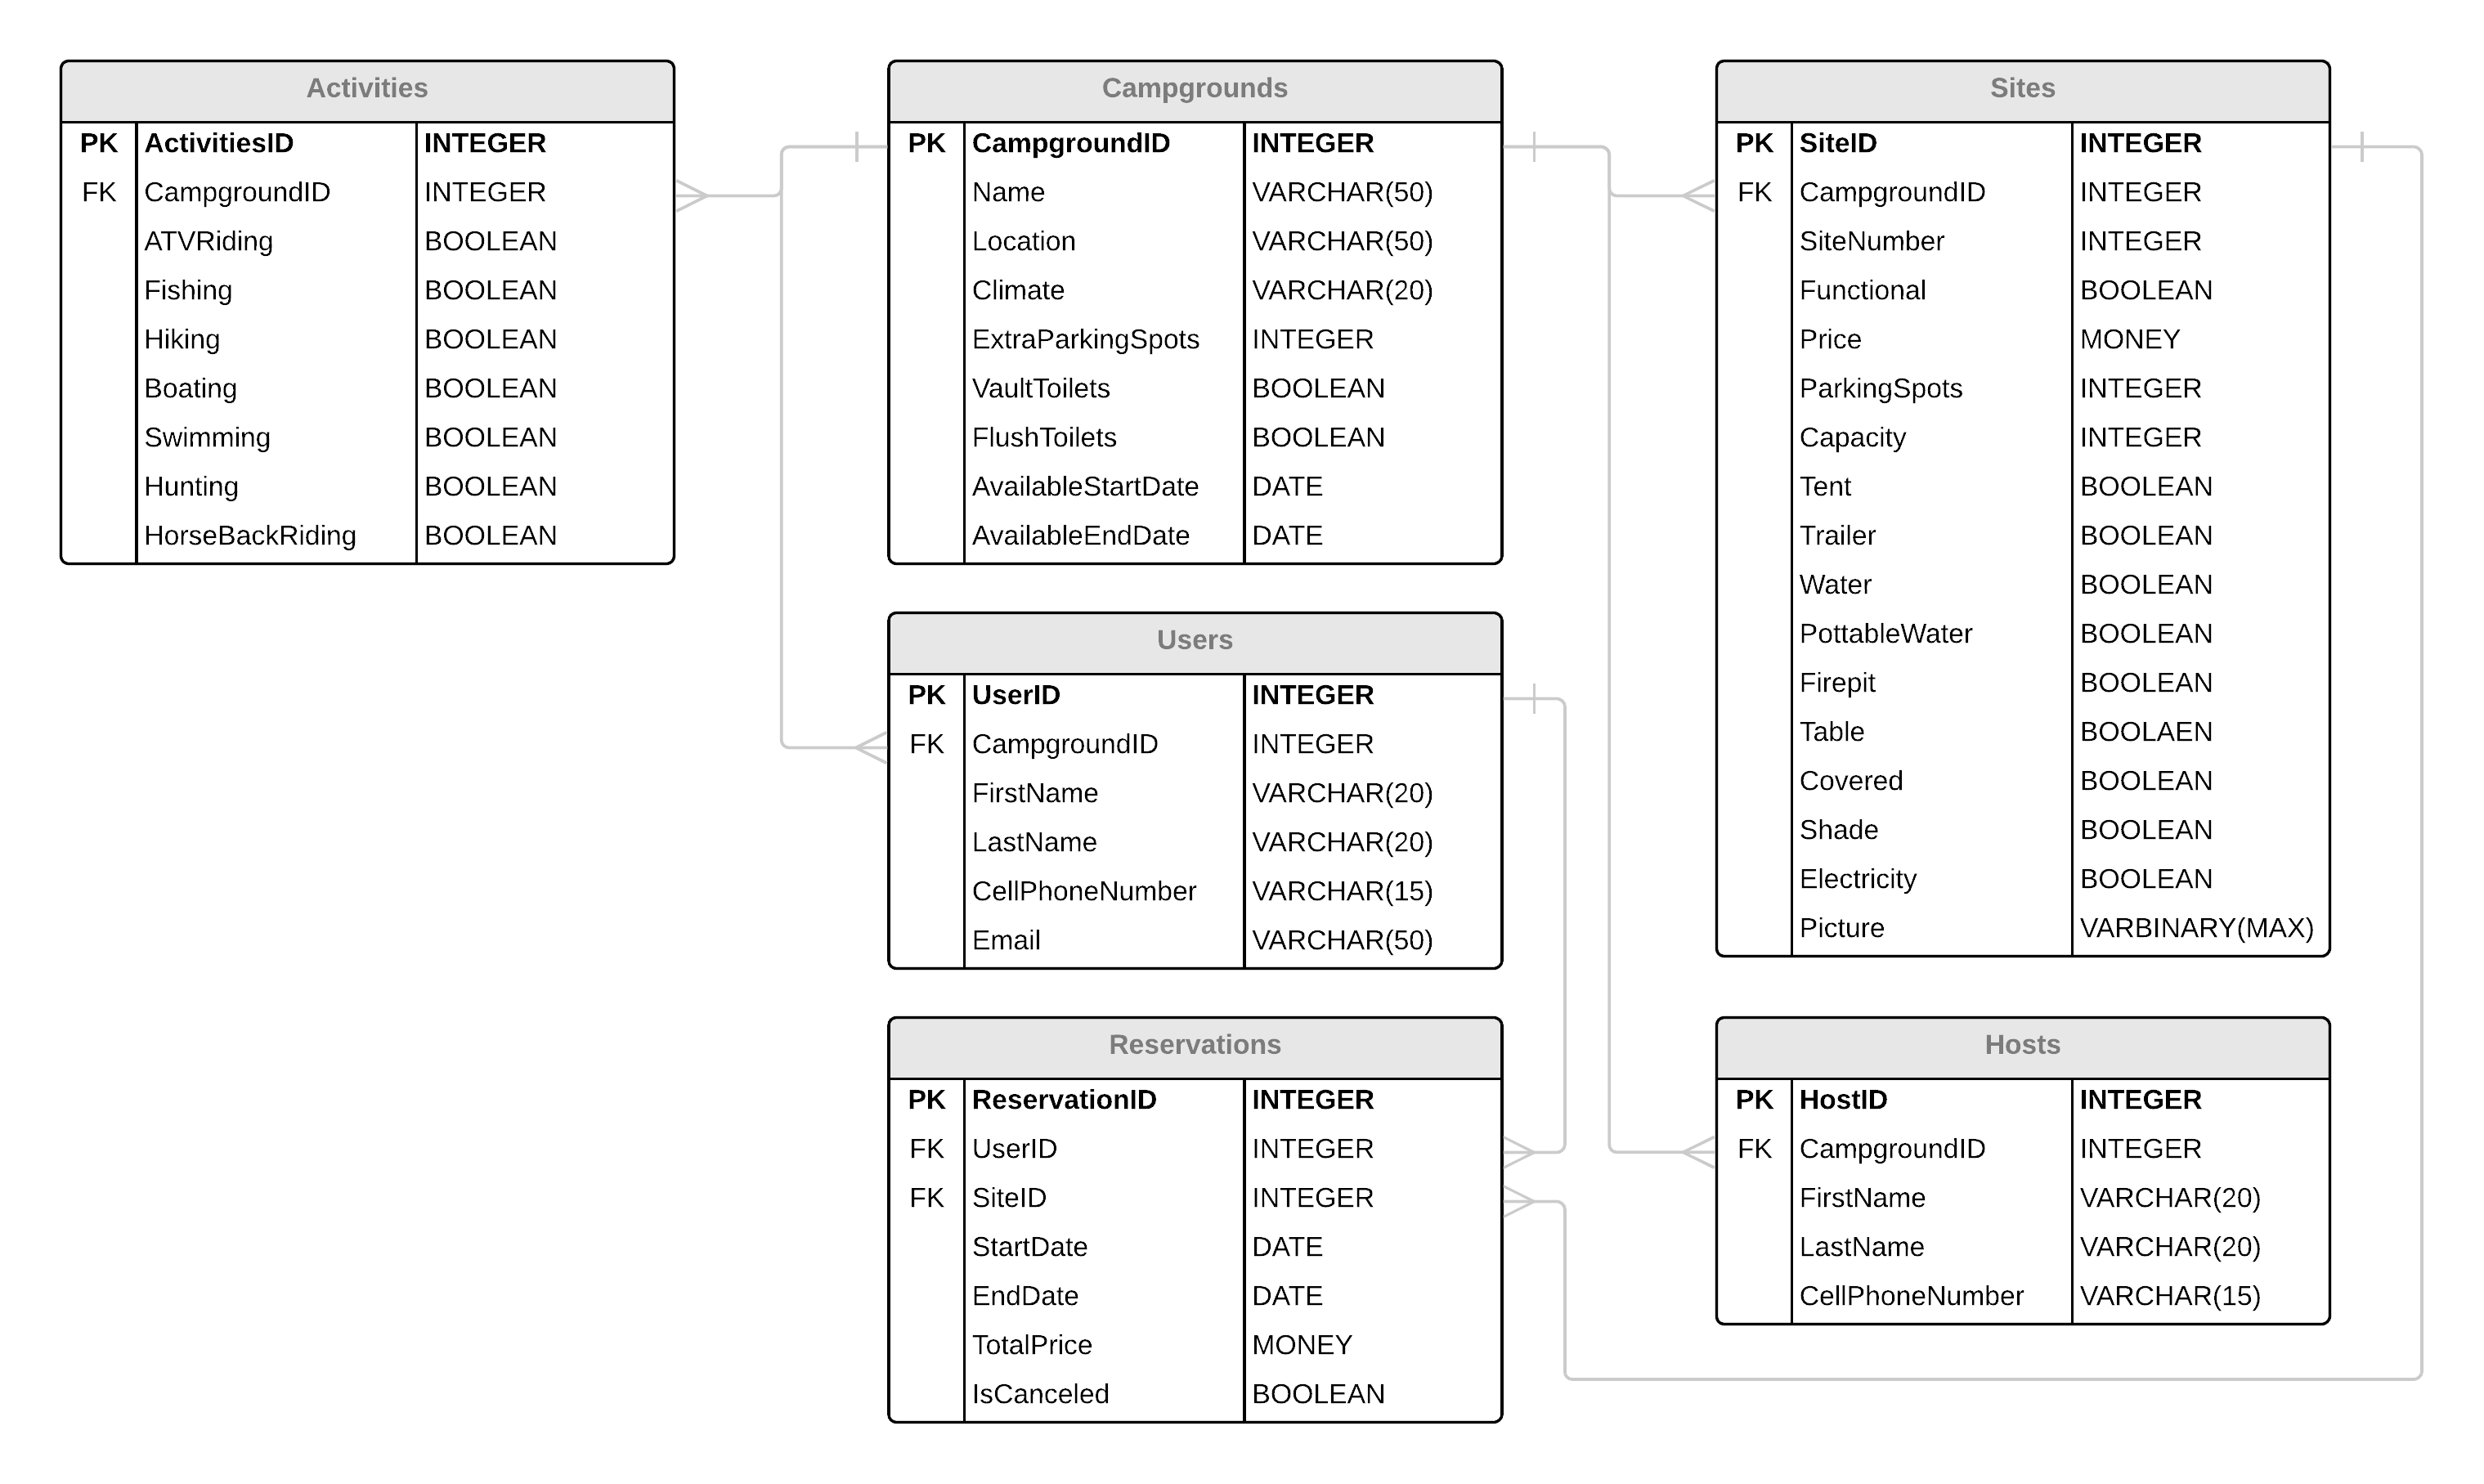 Activities
PK ActivitiesID INTEGER
FK CampgroundID INTEGER
ATVRiding BOOLEAN
Fishing BOOLEAN
Hiking BOOLEAN
Boating BOOLEAN
Swimming BOOLEAN
Hunting BOOLEAN
HorseBackRiding BOOLEAN
Campgrounds
PK CampgroundID INTEGER
Name VARCHAR(50)
Location VARCHAR(50)
Climate VARCHAR(20)
ExtraParkingSpots INTEGER
VaultToilets BOOLEAN
FlushToilets BOOLEAN
AvailableStartDate DATE
AvailableEndDate DATE
Sites
PK SiteID INTEGER
FK CampgroundID INTEGER
SiteNumber INTEGER
Functional BOOLEAN
Price MONEY
ParkingSpots INTEGER
Capacity INTEGER
Tent BOOLEAN
Trailer BOOLEAN
Water BOOLEAN
PottableWater BOOLEAN
Firepit BOOLEAN
Table BOOLAEN
Covered BOOLEAN
Shade BOOLEAN
Electricity BOOLEAN
Picture VARBINARY(MAX)
Users
PK UserID INTEGER
FK CampgroundID INTEGER
FirstName VARCHAR(20)
LastName VARCHAR(20)
CellPhoneNumber VARCHAR(15)
Email VARCHAR(50)
Reservations
PK ReservationID INTEGER
FK UserID INTEGER
FK SiteID INTEGER
StartDate DATE
EndDate DATE
TotalPrice MONEY
IsCanceled BOOLEAN
Hosts
PK HostID INTEGER
FK CampgroundID INTEGER
FirstName VARCHAR(20)
LastName VARCHAR(20)
CellPhoneNumber VARCHAR(15)